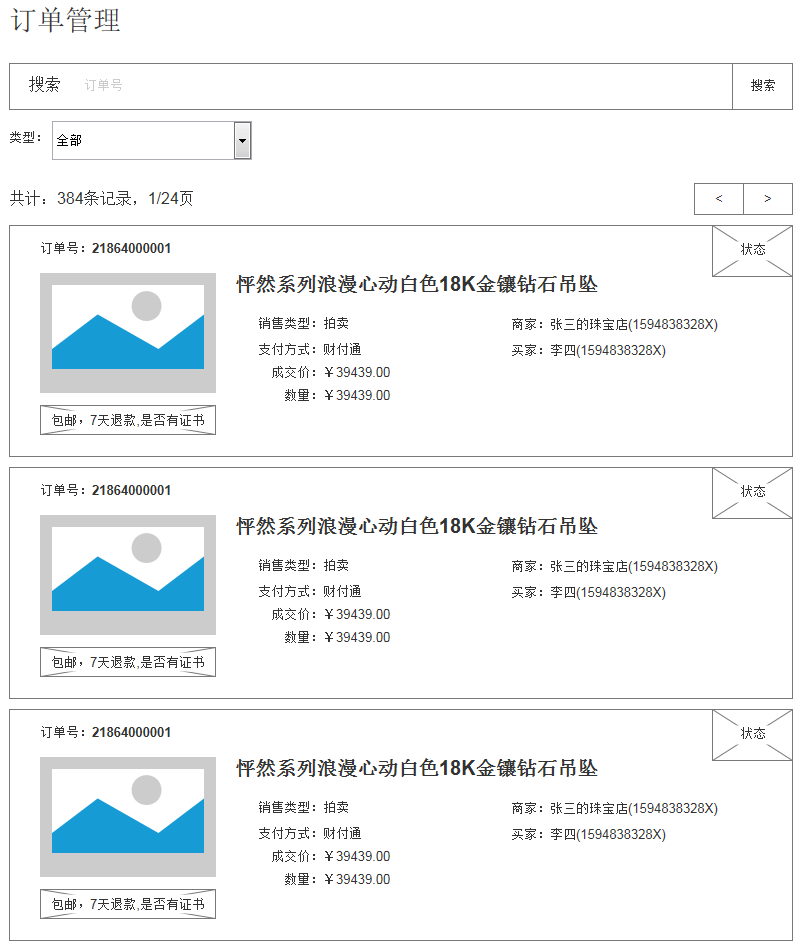 订单管理
搜索 订单号 搜索
类型： 全部
共计：384条记录，1/24页 < >
订单号：21864000001 状态
怦然系列浪漫心动白色18K金镶钻石吊坠
销售类型：拍卖 商家：张三的珠宝店(1594838328X)
支付方式：财付通 买家：李四(1594838328X)
成交价：￥39439.00
数量：￥39439.00
包邮，7天退款,是否有证书
订单号：21864000001 状态
怦然系列浪漫心动白色18K金镶钻石吊坠
销售类型：拍卖 商家：张三的珠宝店(1594838328X)
支付方式：财付通 买家：李四(1594838328X)
成交价：￥39439.00
数量：￥39439.00
包邮，7天退款,是否有证书
订单号：21864000001 状态
怦然系列浪漫心动白色18K金镶钻石吊坠
销售类型：拍卖 商家：张三的珠宝店(1594838328X)
支付方式：财付通 买家：李四(1594838328X)
成交价：￥39439.00
数量：￥39439.00
包邮，7天退款,是否有证书